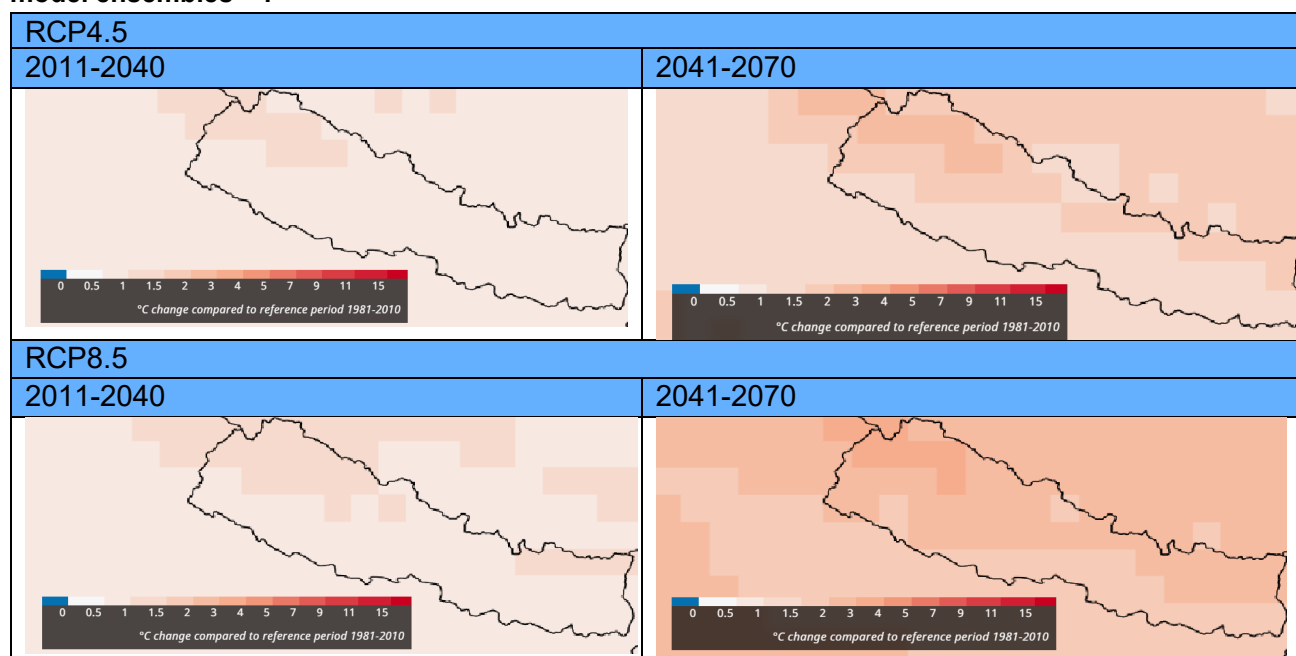 RCP4.5
2011-2040 2041-2070
0 0.5 1 1.5 2 3 4 5 7 9 11 15
°C change compared to reference period 1981-2010
0 0.5 1 1.5 2 3 4 5 7 9 11 15
°C change compared to reference period 1981-2010
RCP8.5
2011-2040 2041-2070
0 0.5 1 1.5 2 3 4 5 7 9 11 15
°C change compared to reference period 1981-2010
0 0.5 1 1.5 2 3 4 5 7 9 11 15
°C change compared to reference period 1981-2010